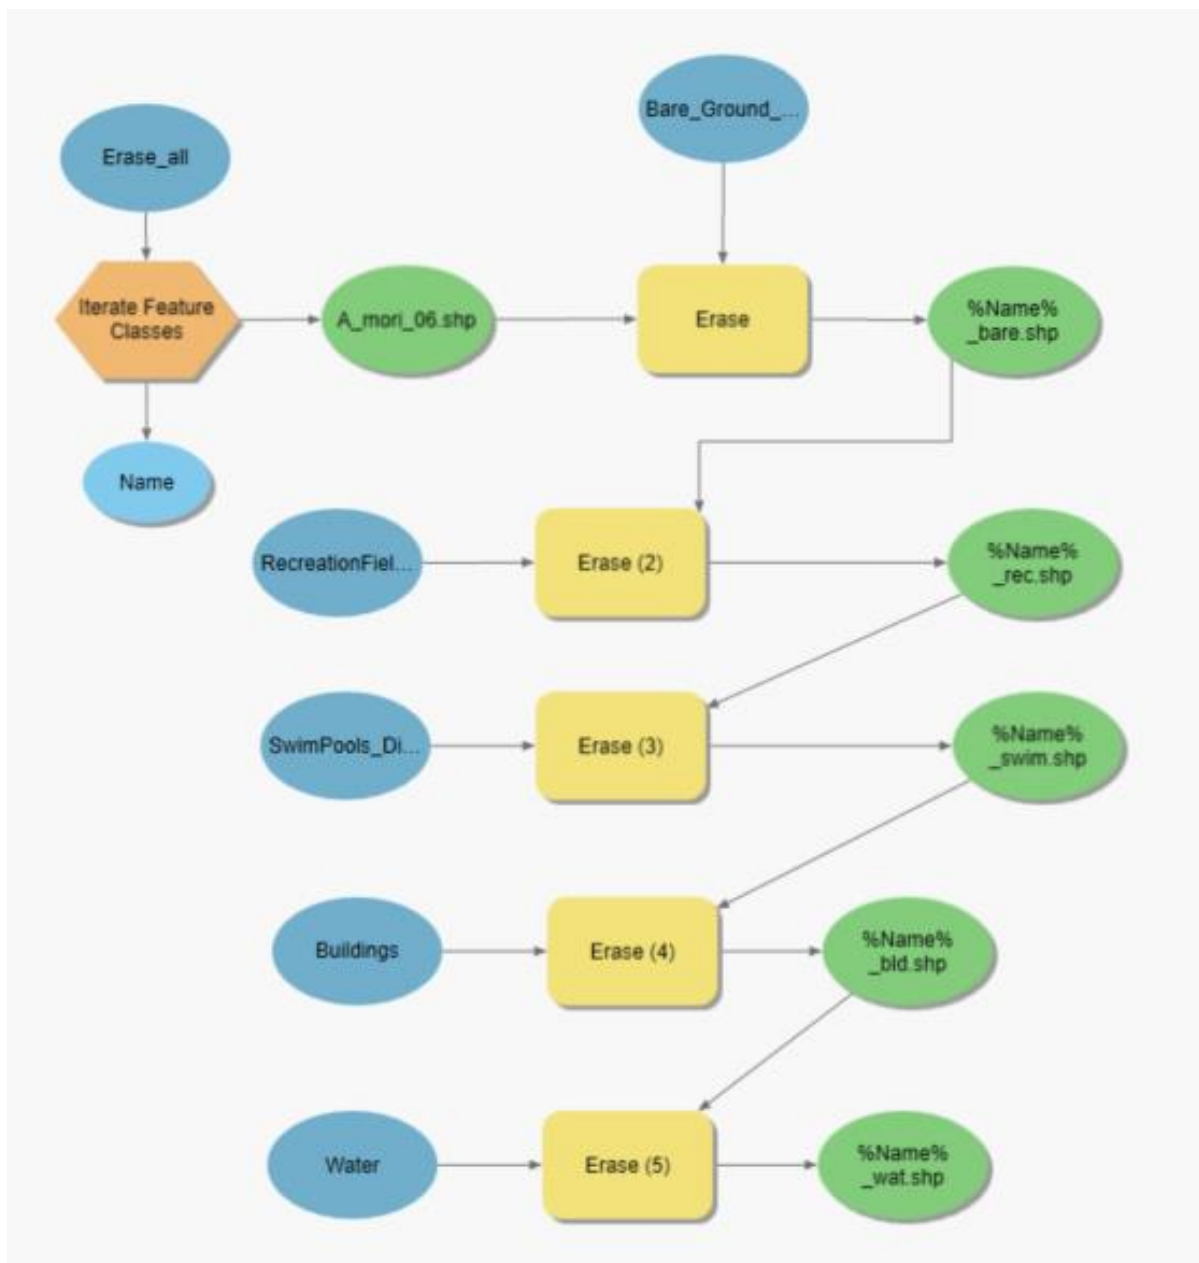 Bare_Ground_...
Erase_all
Iterate Feature
Classes
A_mori_06.shp
Erase
%Name%
_bare.shp
Name
RecreationFiel...
Erase (2)
%Name%
_rec.shp
SwimPools_Di...
Erase (3)
%Name%
_swim.shp
Buildings
Erase (4)
%Name%
_bld.shp
Water
Erase (5)
%Name%
_wat.shp